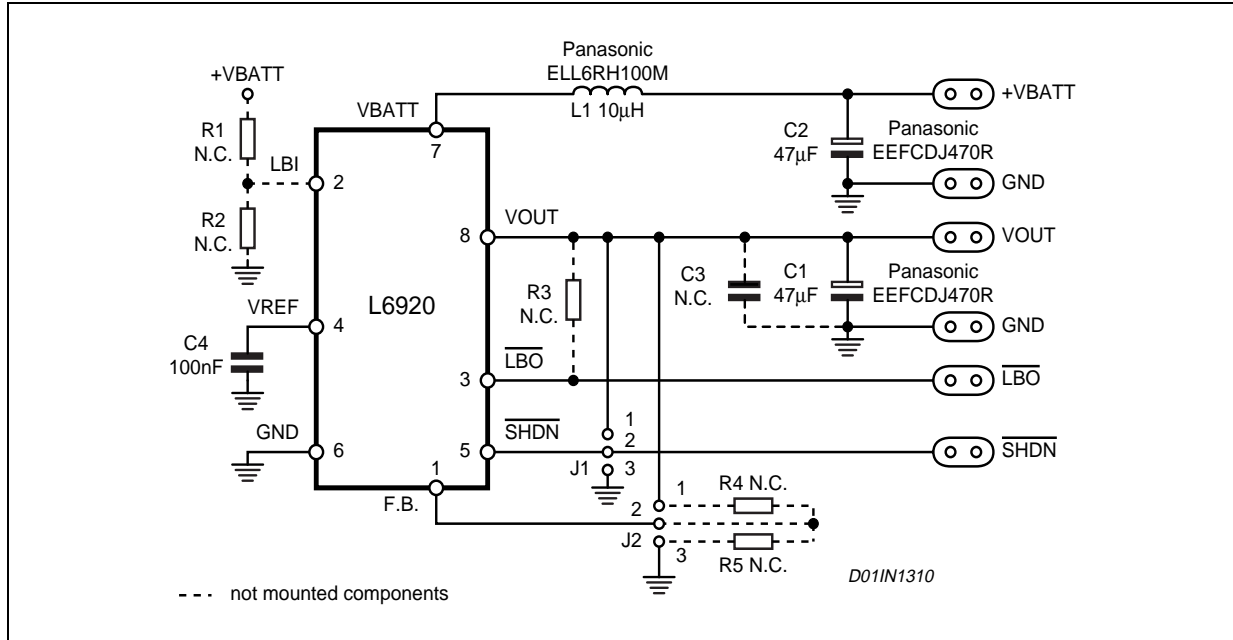 Panasonic
ELL6RH100M
L1 10μH
+VBATT
R1
N.C.
LBI
R2
N.C.
VBATT
7
2
+VBATT
C2
47μF
Panasonic
EEFCDJ470R
GND
VOUT
8
VOUT
R3
N.C.
C3
N.C.
C1
47μF
Panasonic
EEFCDJ470R
GND
L6920
VREF
4
C4
100nF
LBO
3
LBO
GND
6
SHDN
5
1
2
3
J1
SHDN
1
F.B.
1
2
3
J2
R4 N.C.
R5 N.C.
D01IN1310
not mounted components